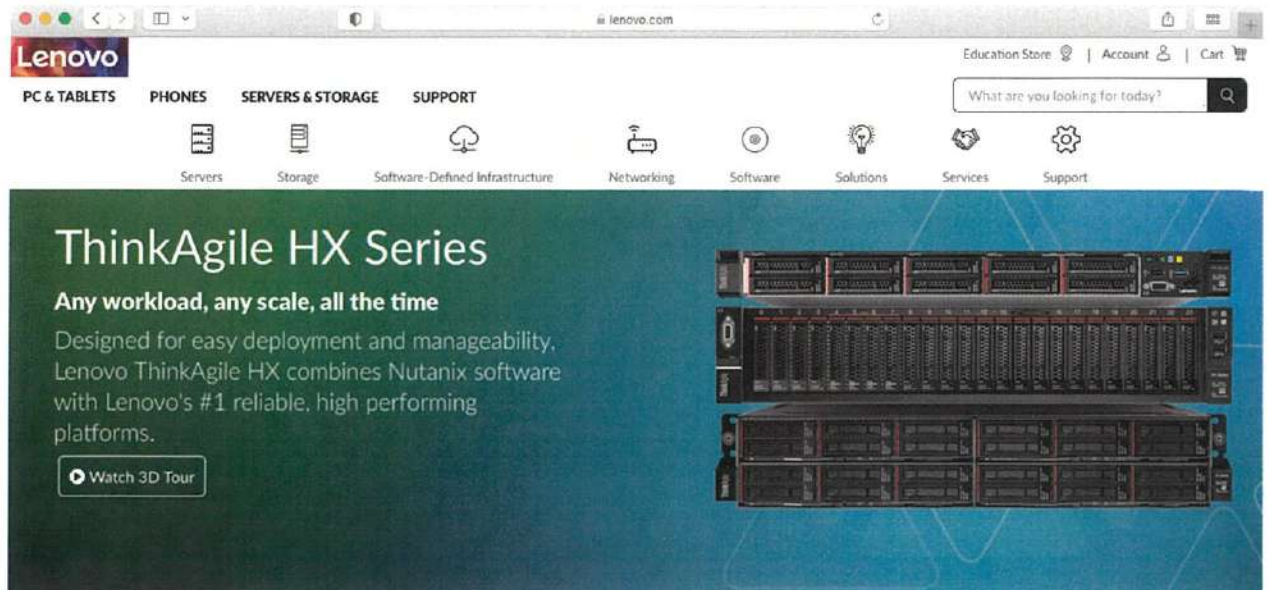 lenovo.com
Lenovo
Education Store | Account | Cart
PC & TABLETS PHONES SERVERS & STORAGE SUPPORT
What are you looking for today?
Servers Storage Software-Defined Infrastructure Networking Software Solutions Services Support
ThinkAgile HX Series
Any workload, any scale, all the time
Designed for easy deployment and manageability,
Lenovo ThinkAgile HX combines Nutanix software
with Lenovo's #1 reliable, high performing
platforms.
Watch 3D Tour